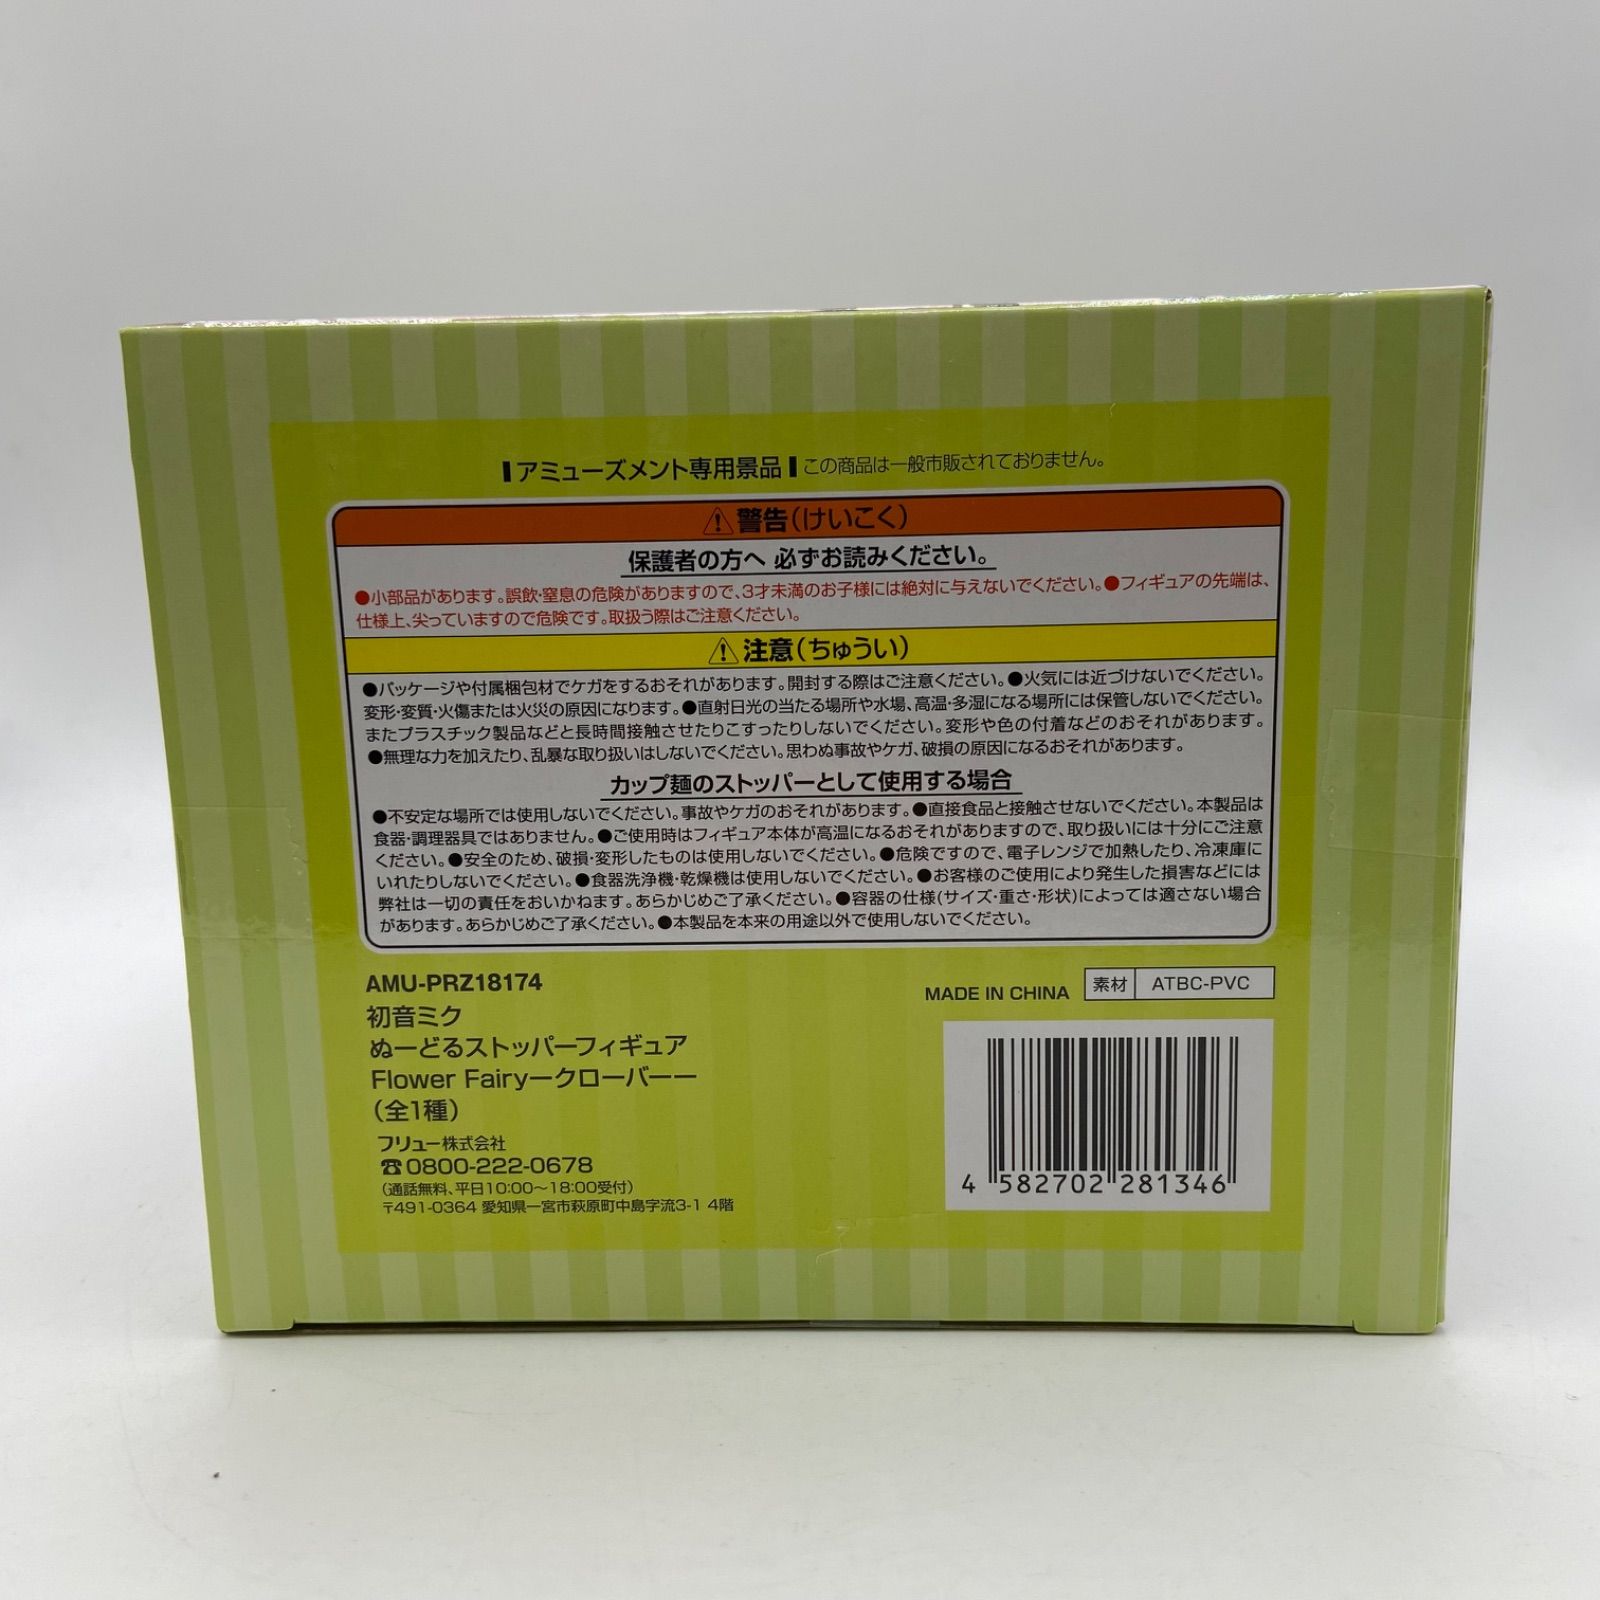 アミューズメント専用景品 この商品は一般市販されておりません。
警告(けいこく)
保護者の方へ 必ずお読みください。
●小部品があります。誤飲・窒息の危険がありますので、3才未満のお子様には絶対に与えないでください。●フィギュアの先端は、
仕様上、尖っていますので危険です。取扱う際はご注意ください。
注意(ちゅうい)
●パッケージや付属梱包材でケガをするおそれがあります。開封する際はご注意ください。●火気には近づけないでください。
変形・変質・火傷または火災の原因になります。●直射日光の当たる場所や水場、高温・多湿になる場所には保管しないでください。
またプラスチック製品などと長時間接触させたりこすったりしないでください。変形や色の付着などのおそれがあります。
●無理な力を加えたり、乱暴な取り扱いはしないでください。思わぬ事故やケガ、破損の原因になるおそれがあります。
カップ麺のストッパーとして使用する場合
●不安定な場所では使用しないでください。事故やケガのおそれがあります。●直接食品と接触させないでください。本製品は
食器・調理器具ではありません。●ご使用時はフィギュア本体が高温になるおそれがありますので、取り扱いには十分にご注意
ください。●安全のため、破損・変形したものは使用しないでください。●危険ですので、電子レンジで加熱したり、冷凍庫に
いれたりしないでください。●食器洗浄機・乾燥機は使用しないでください。●お客様のご使用により発生した損害などには
弊社は一切の責任をおいかねます。あらかじめご了承ください。●容器の仕様(サイズ・重さ・形状)によっては適さない場合
があります。あらかじめご了承ください。●本製品を本来の用途以外で使用しないでください。
AMU-PRZ18174
初音ミク
ぬーどるストッパーフィギュア
Flower Fairyークローバーー
(全1種)
フリュー株式会社
☎0800-222-0678
(通話無料、平日10:00〜18:00受付)
〒491-0364 愛知県一宮市萩原町中島字流3-1 4階
MADE IN CHINA 素材 ATBC-PVC
4 582702 281346